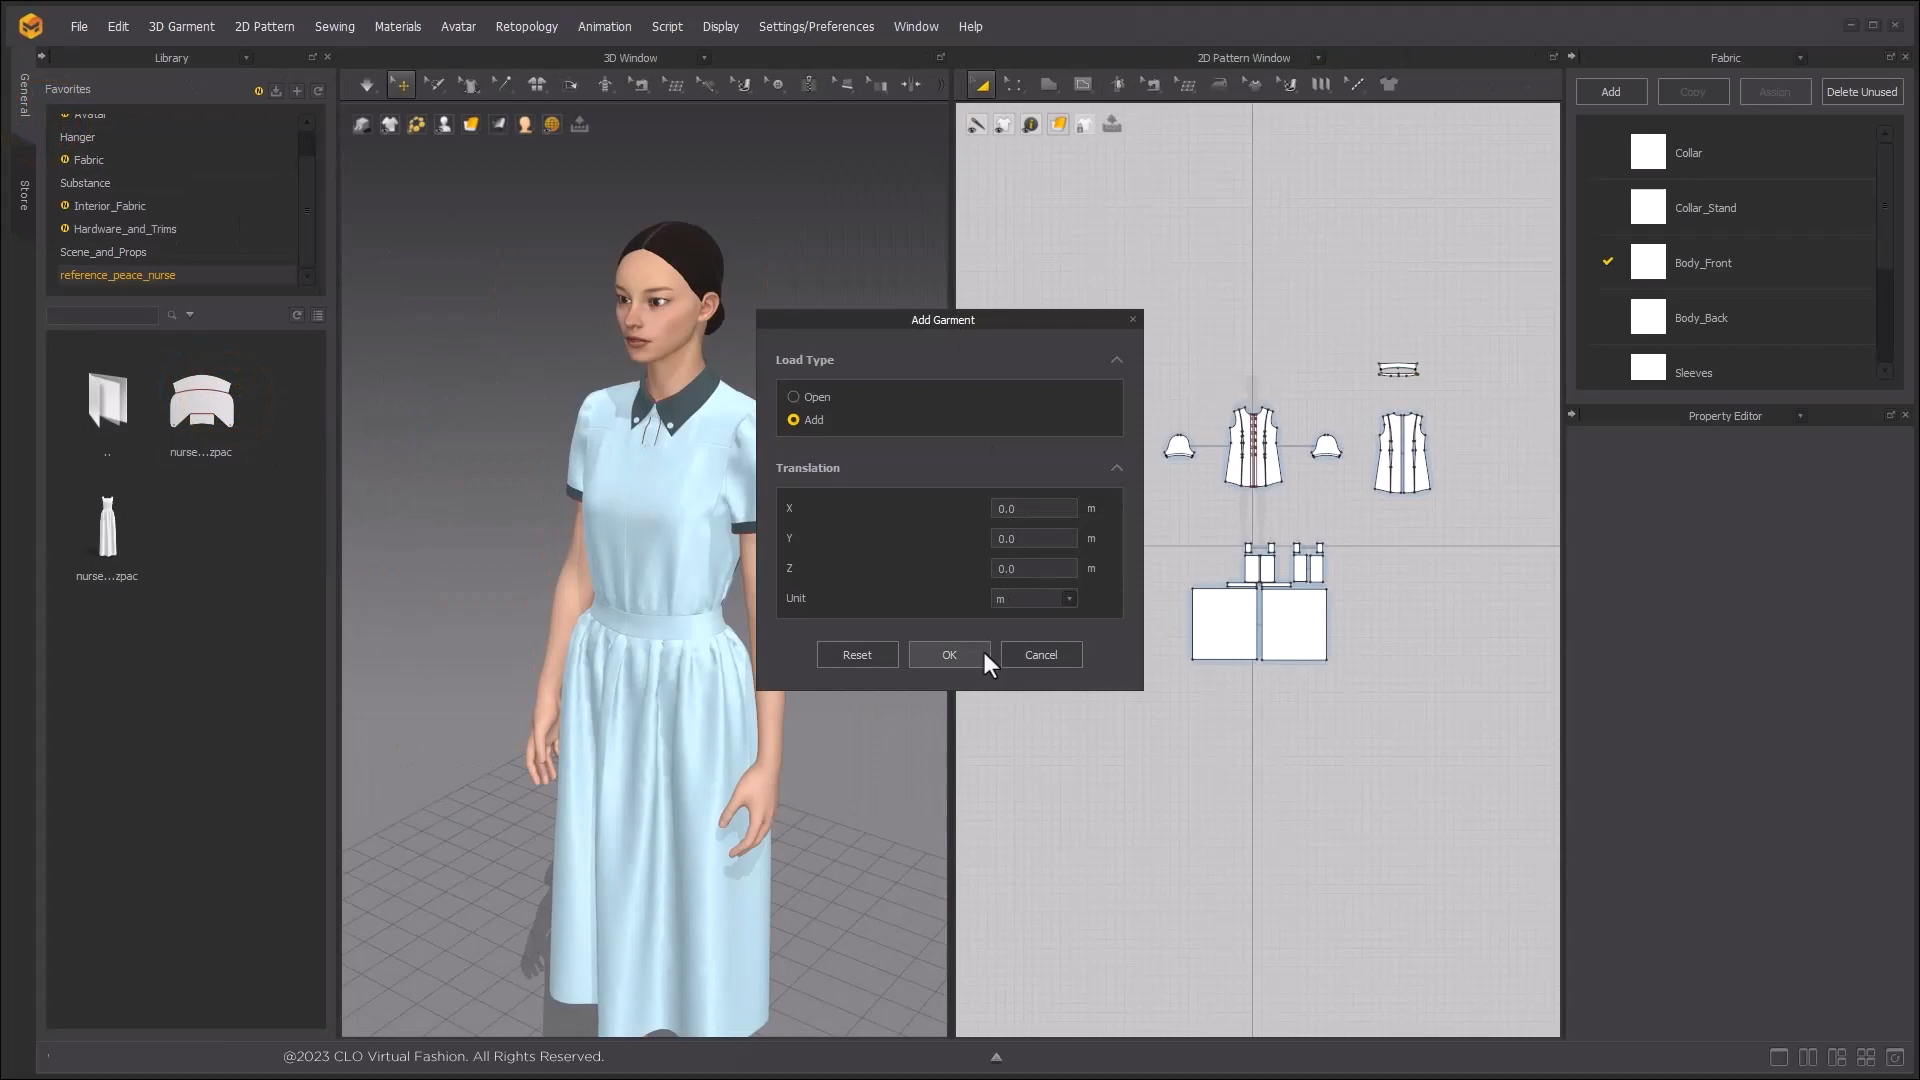 File Edit 3D Garment 2D Pattern Sewing Materials Avatar Retopology Animation Script Display Settings/Preferences Window Help
Library
3D Window
2D Pattern Window
Fabric
General
Store
Favorites
Avatar
Hanger
Fabric
Substance
Interior_Fabric
Hardware_and_Trims
Scene_and_Props
reference_peace_nurse
..
nurse...zpac
nurse...zpac
Add Garment
Load Type
Open
Add
Translation
X 0.0 m
Y 0.0 m
Z 0.0 m
Unit m
Reset OK Cancel
Add Copy Assign Delete Unused
Collar
Collar_Stand
Body_Front
Body_Back
Sleeves
Property Editor
@2023 CLO Virtual Fashion. All Rights Reserved.